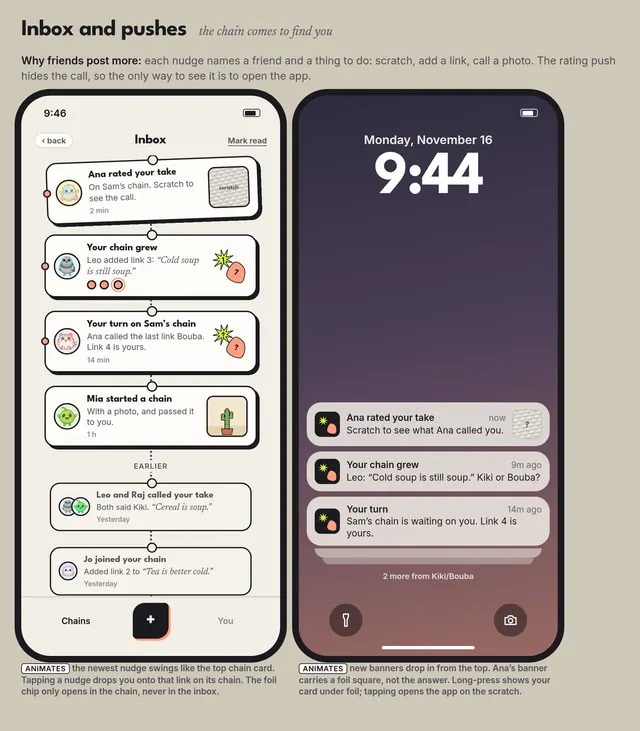 Inbox and pushes the chain comes to find you
Why friends post more: each nudge names a friend and a thing to do: scratch, add a link, call a photo. The rating push
hides the call, so the only way to see it is to open the app.
9:46
‹ back
Inbox
Mark read
Ana rated your take
On Sam's chain. Scratch to
see the call.
2 min
scratch
Your chain grew
Leo added link 3: “Cold soup
is still soup.”
?
Your turn on Sam's chain
Ana called the last link Bouba.
Link 4 is yours.
14 min
?
Mia started a chain
With a photo, and passed it
to you.
1 h
EARLIER
Leo and Raj called your take
Both said Kiki. “Cereal is soup.”
Yesterday
Jo joined your chain
Added link 2 to “Tea is better cold.”
Yesterday
Chains
+
You
ANIMATES the newest nudge swings like the top chain card.
Tapping a nudge drops you onto that link on its chain. The foil
chip only opens in the chain, never in the inbox.
Monday, November 16
9:44
Ana rated your take now
Scratch to see what Ana called you.
?
Your chain grew 9m ago
Leo: “Cold soup is still soup.” Kiki or Bouba?
Your turn 14m ago
Sam's chain is waiting on you. Link 4 is
yours.
2 more from Kiki/Bouba
ANIMATES new banners drop in from the top. Ana's banner
carries a foil square, not the answer. Long-press shows your
card under foil; tapping opens the app on the scratch.